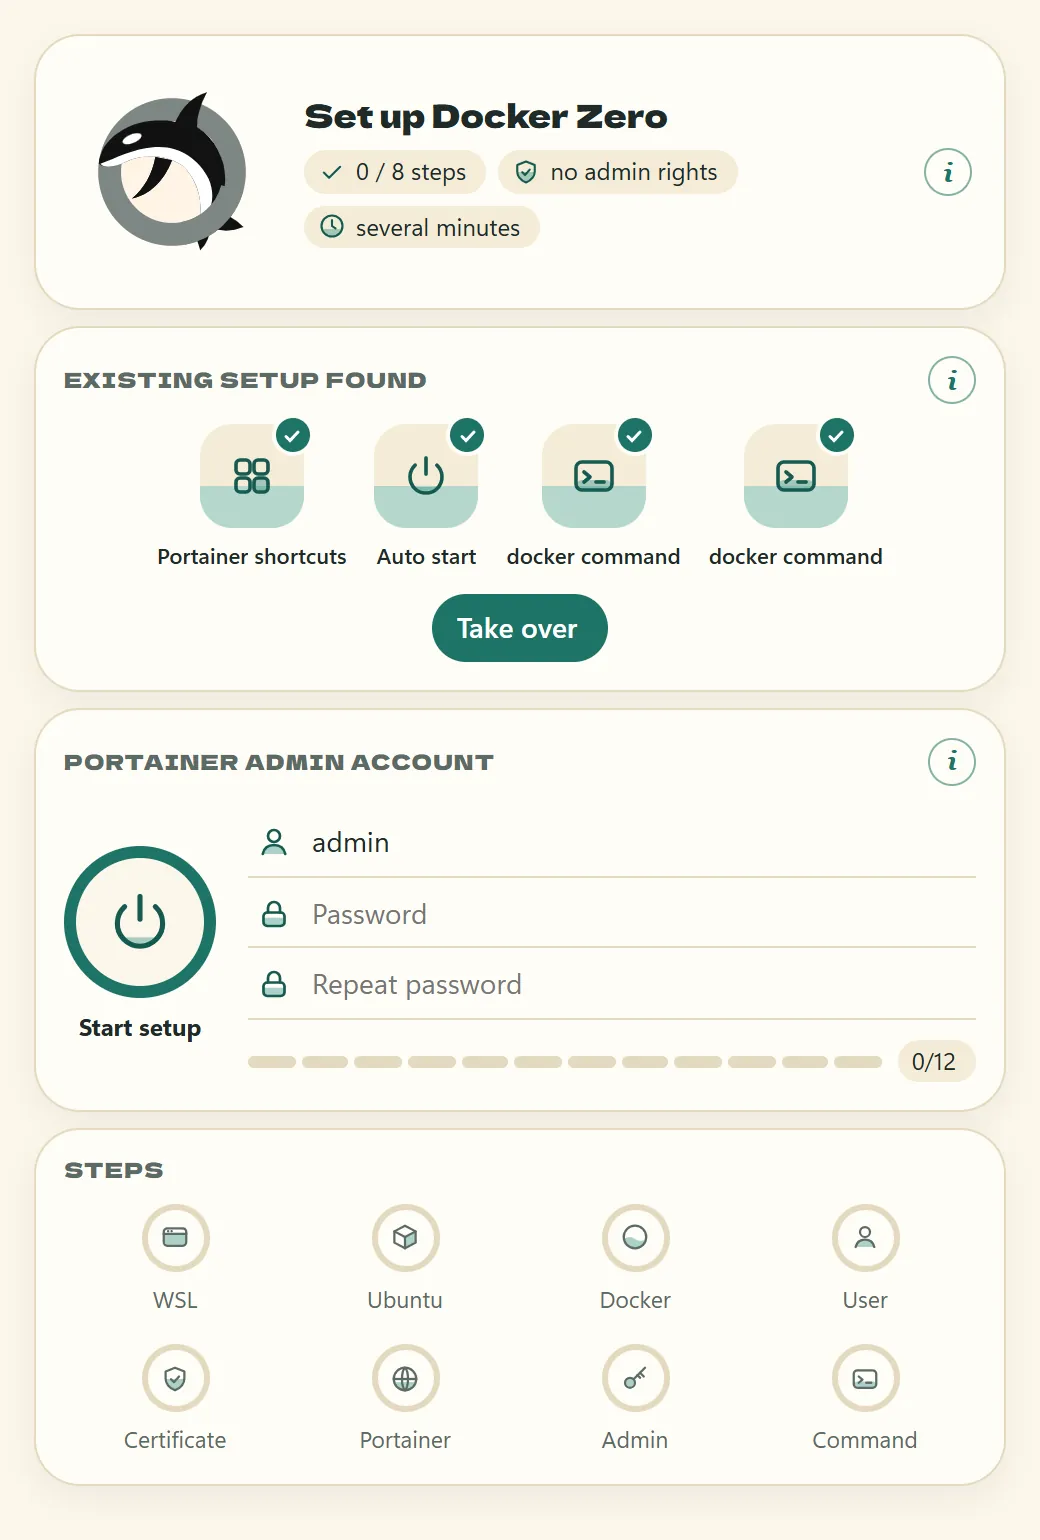 Set up Docker Zero
0 / 8 steps
no admin rights
several minutes
i
EXISTING SETUP FOUND
i
Portainer shortcuts
Auto start
docker command
docker command
Take over
PORTAINER ADMIN ACCOUNT
i
admin
Password
Repeat password
Start setup
0/12
STEPS
WSL
Ubuntu
Docker
User
Certificate
Portainer
Admin
Command